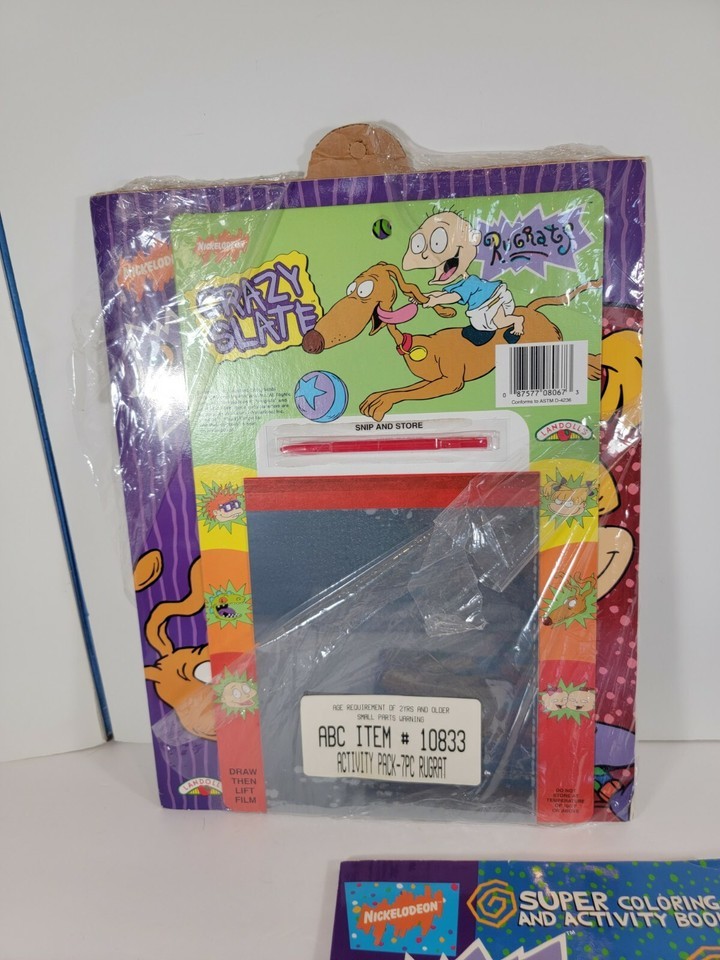 NICKELODEON
RUGRATS
CRAZY
SLATE
0 87577 08067 3
Conforms to ASTM D-4236
SNIP AND STORE
LANDOLL'S
NICKELOD
AGE REQUIREMENT OF 2YRS AND OLDER
SMALL PARTS WARNING
ABC ITEM # 10833
ACTIVITY PACK-7PC RUGRAT
DRAW
THEN
LIFT
FILM
LANDOLL
NICKELODEON
SUPER COLORING
AND ACTIVITY BOO